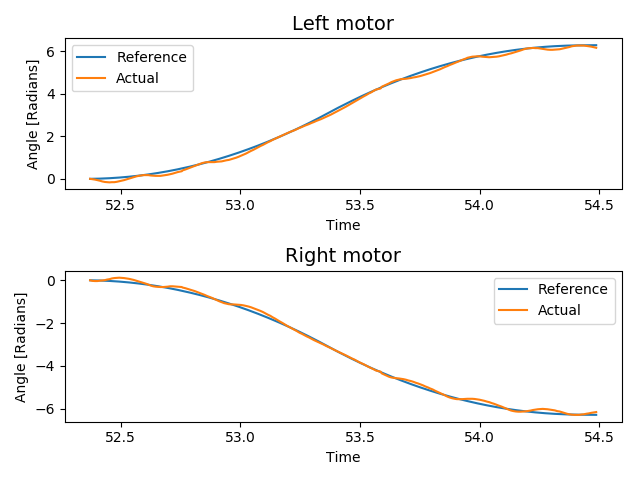 Left motor
Angle [Radians]
6
4
2
0
Reference
Actual
52.5 53.0 53.5 54.0 54.5
Time
Right motor
Angle [Radians]
0
−2
−4
−6
Reference
Actual
52.5 53.0 53.5 54.0 54.5
Time